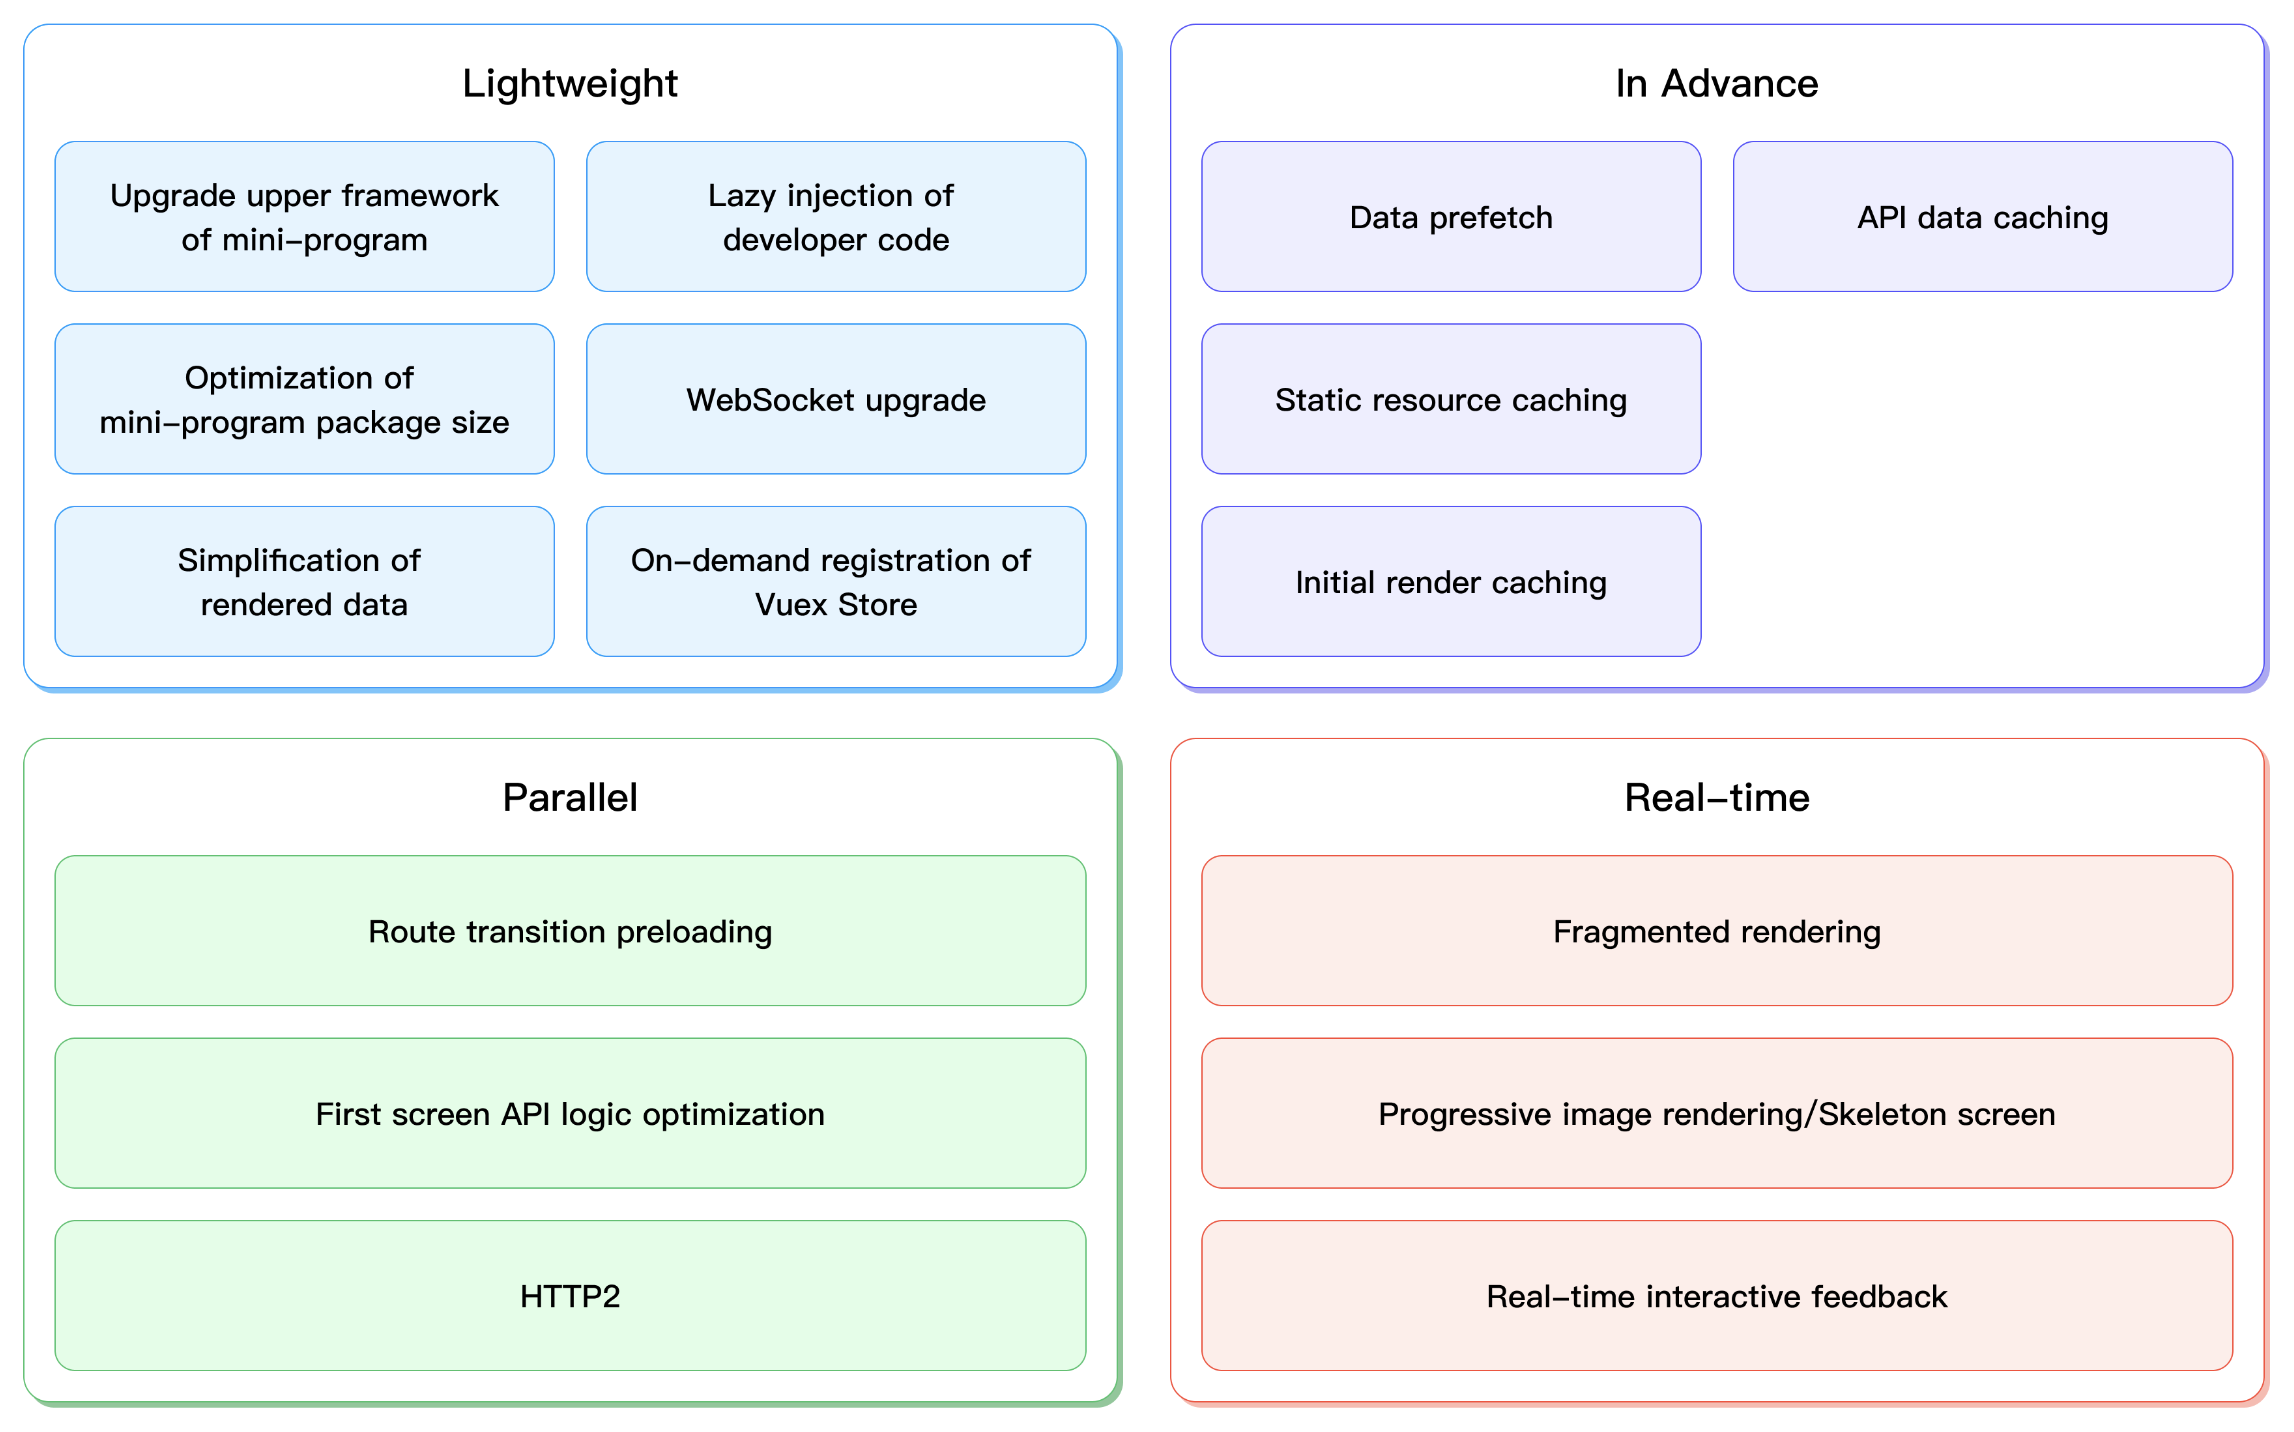 Lightweight
Upgrade upper framework
of mini-program
Lazy injection of
developer code
Optimization of
mini-program package size
WebSocket upgrade
Simplification of
rendered data
On-demand registration of
Vuex Store
In Advance
Data prefetch
API data caching
Static resource caching
Initial render caching
Parallel
Route transition preloading
First screen API logic optimization
HTTP2
Real-time
Fragmented rendering
Progressive image rendering/Skeleton screen
Real-time interactive feedback